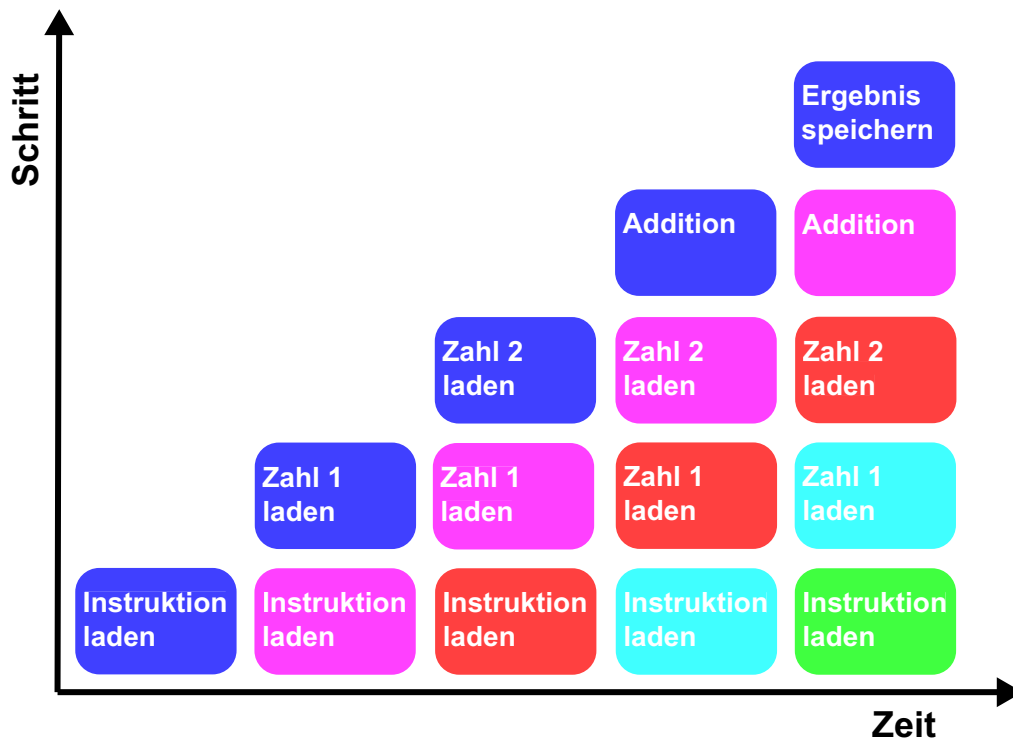 Schritt
Ergebnis
speichern
Addition
Addition
Zahl 2
laden
Zahl 2
laden
Zahl 2
laden
Zahl 1
laden
Zahl 1
laden
Zahl 1
laden
Zahl 1
laden
Instruktion
laden
Instruktion
laden
Instruktion
laden
Instruktion
laden
Instruktion
laden
Zeit